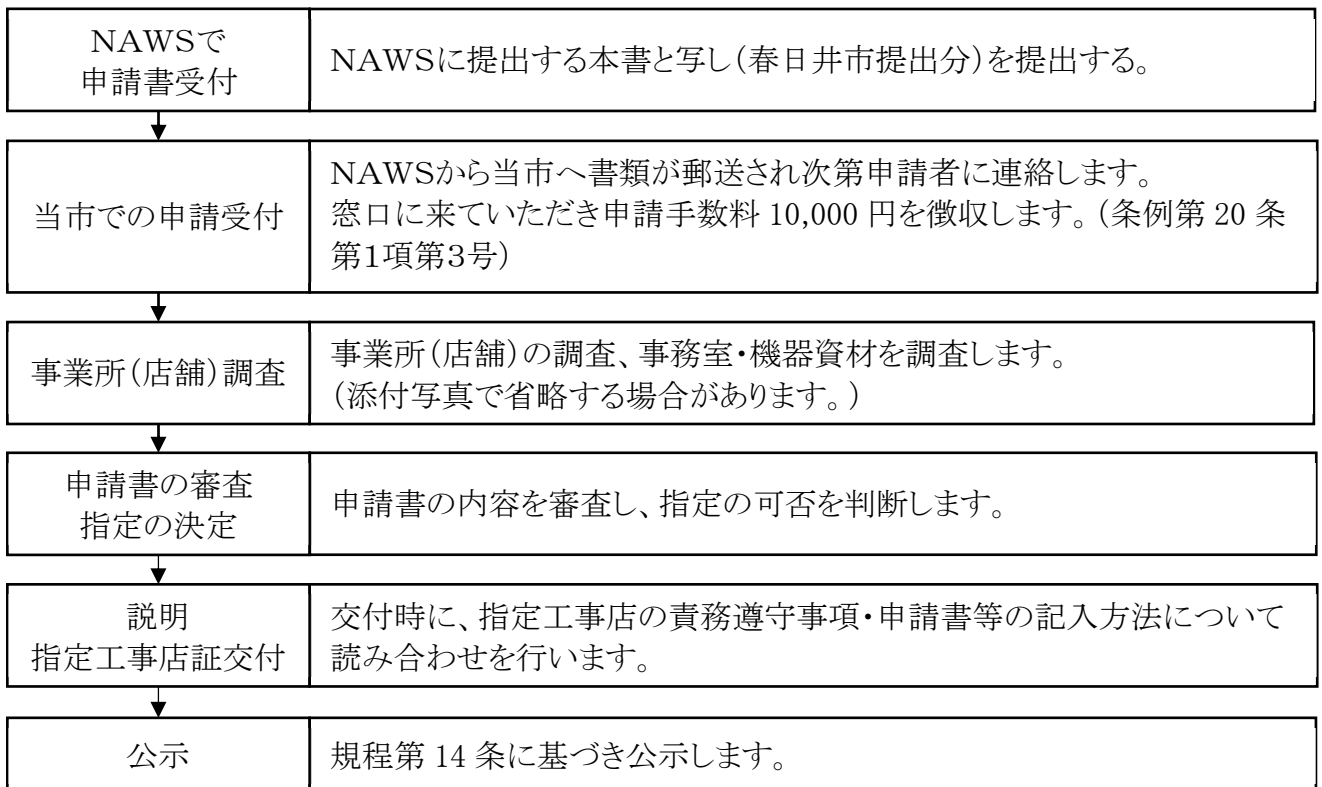 NAWSで
申請書受付
NAWSに提出する本書と写し(春日井市提出分)を提出する。
当市での申請受付
NAWSから当市へ書類が郵送され次第申請者に連絡します。
窓口に来ていただき申請手数料 10,000 円を徴収します。(条例第 20 条
第1項第3号)
事業所(店舗)調査
事業所(店舗)の調査、事務室・機器資材を調査します。
(添付写真で省略する場合があります。)
申請書の審査
指定の決定
申請書の内容を審査し、指定の可否を判断します。
説明
指定工事店証交付
交付時に、指定工事店の責務遵守事項・申請書等の記入方法について
読み合わせを行います。
公示
規程第 14 条に基づき公示します。